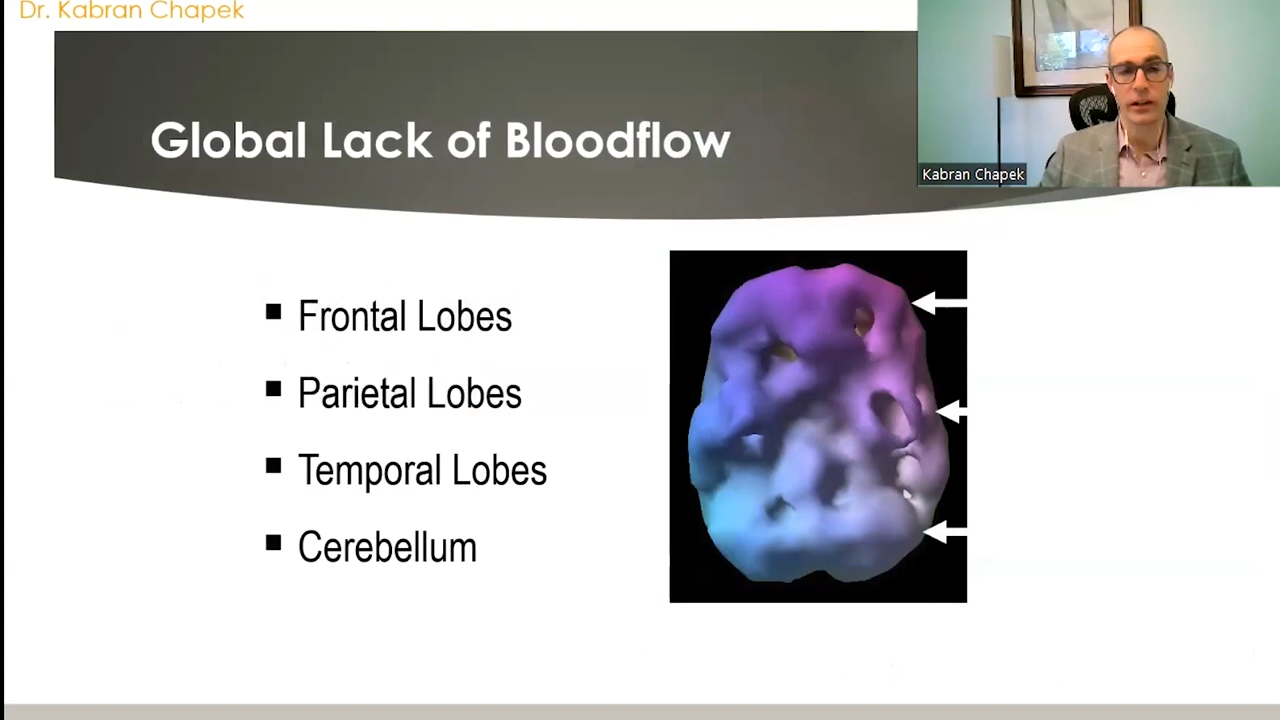 Dr. Kabran Chapek
Global Lack of Bloodflow
Kabran Chapek
Frontal Lobes
Parietal Lobes
Temporal Lobes
Cerebellum